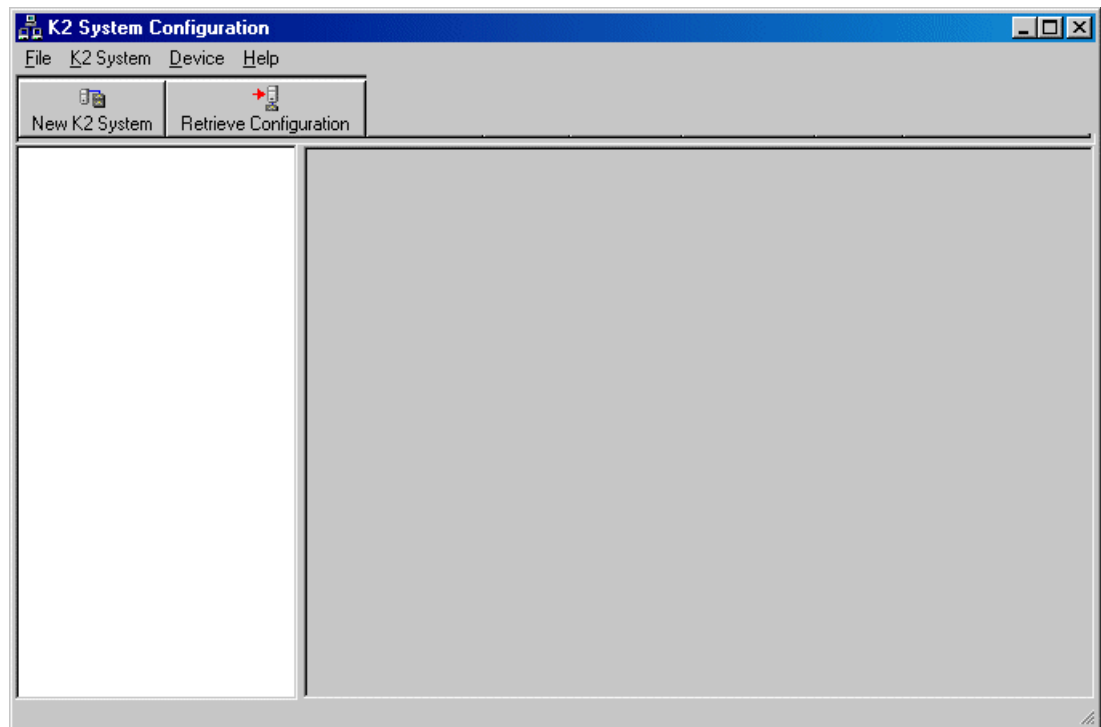 K2 System Configuration
File K2 System Device Help
New K2 System Retrieve Configuration